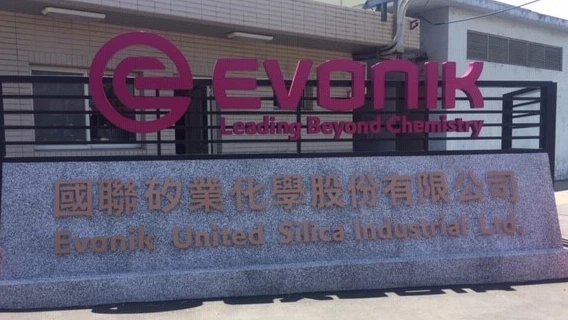 EVONIK
Leading Beyond Chemistry
國聯矽業化學股份有限公司
Evonik United Silica Industrial Ltd.